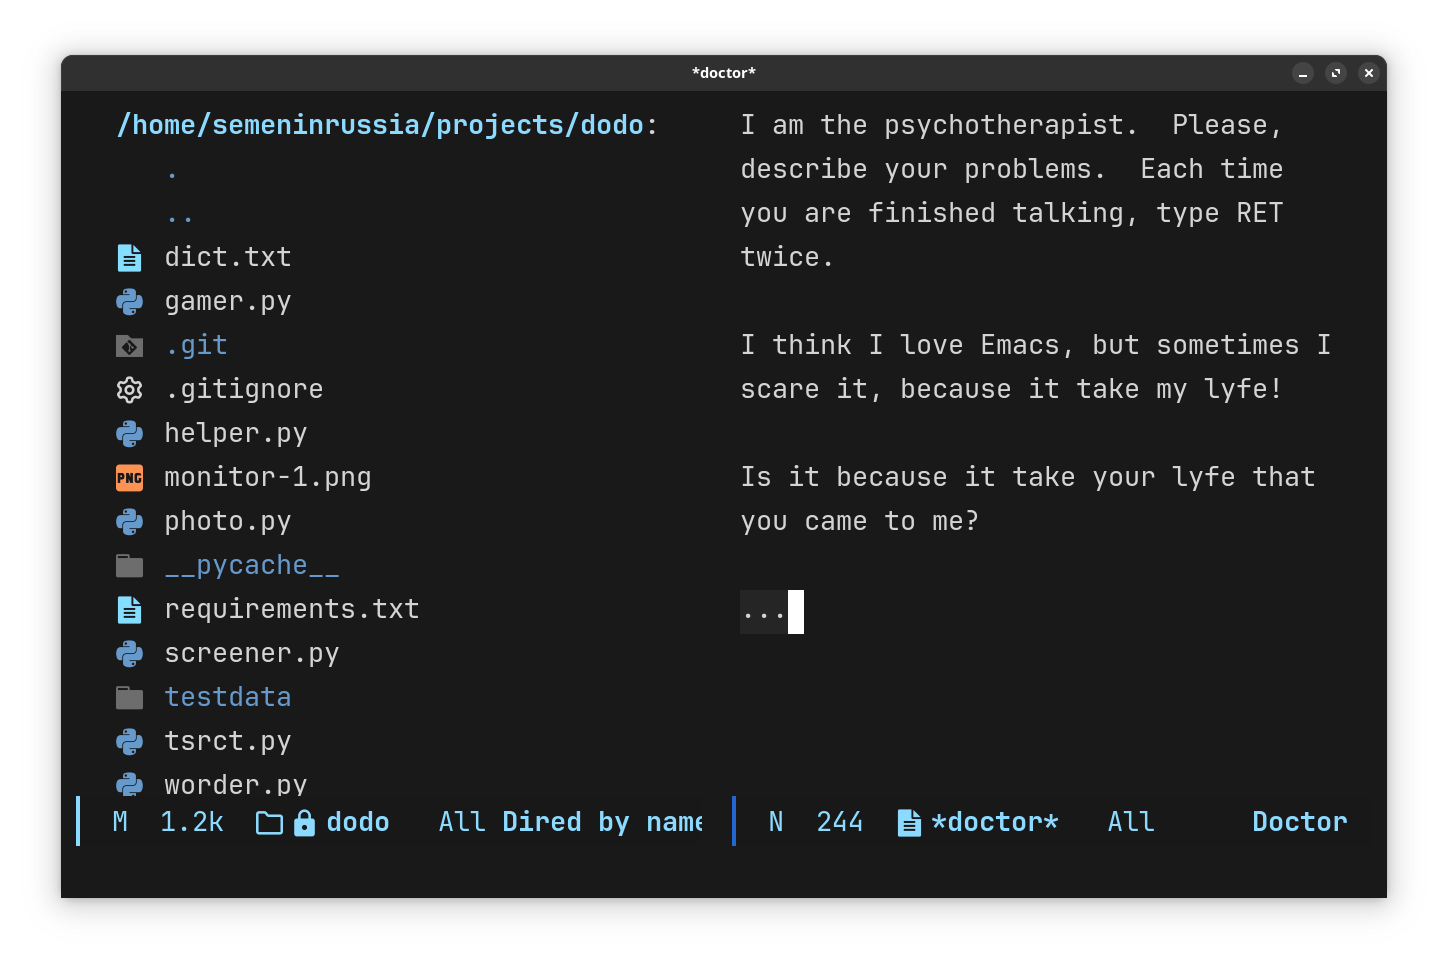 *doctor*
/home/semeninrussia/projects/dodo:
.
..
dict.txt
gamer.py
.git
.gitignore
helper.py
PNG monitor-1.png
photo.py
__pycache__
requirements.txt
screener.py
testdata
tsrct.py
worder.py
M 1.2k dodo All Dired by name
I am the psychotherapist.  Please,
describe your problems.  Each time
you are finished talking, type RET
twice.
I think I love Emacs, but sometimes I
scare it, because it take my lyfe!
Is it because it take your lyfe that
you came to me?
...
N 244 *doctor* All Doctor